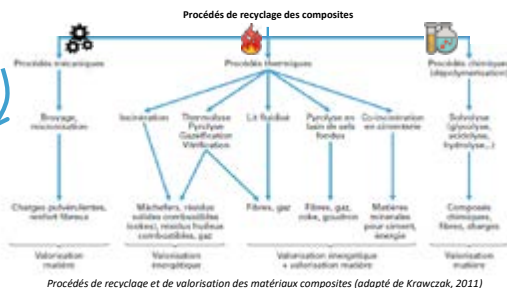 Procédés de recyclage des composites
Procédés mécaniques
Procédés thermiques
Procédés chimiques
(dépolymérisation)
Broyage,
micronisation
Incinération
Thermolyse
Pyrolyse
Gazéification
Vitrification
Lit fluidisé
Pyrolyse en
bain de sels
fondus
Co-incinération
en cimenterie
Solvolyse
(glycolyse,
acidolyse,
hydrolyse...)
Charges pulvérulentes,
renfort fibreux
Mâchefers, résidus
solides combustibles
(cokes), résidus huileux
combustibles, gaz
Fibres, gaz
Fibres, gaz,
coke, goudron
Matières
minérales
pour ciment,
énergie
Composés
chimiques,
fibres, charges
Valorisation
matière
Valorisation
énergétique
Valorisation énergétique
+ valorisation matière
Valorisation
matière
Procédés de recyclage et de valorisation des matériaux composites (adapté de Krawczak, 2011)